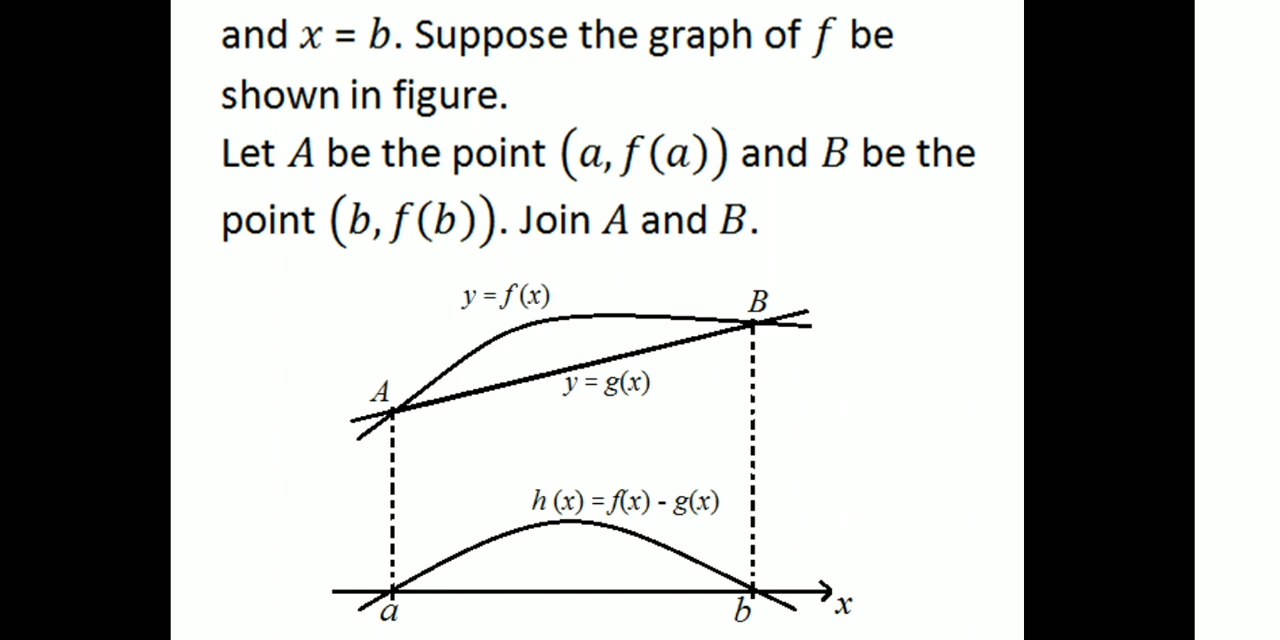 and x = b. Suppose the graph of f be
shown in figure.
Let A be the point (a, f(a)) and B be the
point (b, f(b)). Join A and B.
y = f(x)
B
A
y = g(x)
h (x) = f(x) - g(x)
a
b
x